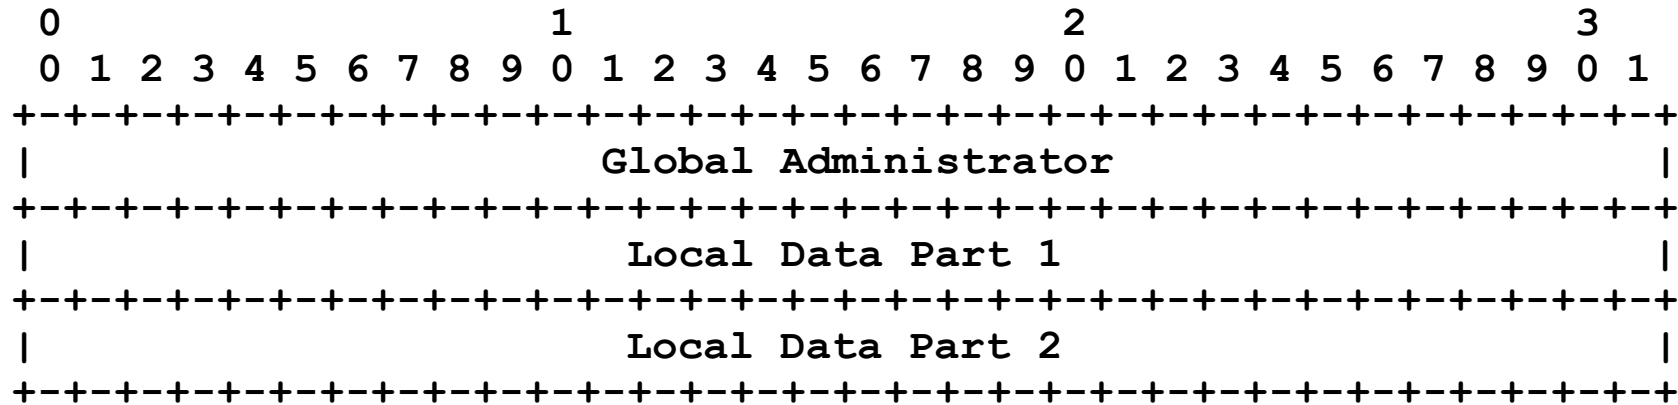 0                   1                   2                   3
 0 1 2 3 4 5 6 7 8 9 0 1 2 3 4 5 6 7 8 9 0 1 2 3 4 5 6 7 8 9 0 1
+-+-+-+-+-+-+-+-+-+-+-+-+-+-+-+-+-+-+-+-+-+-+-+-+-+-+-+-+-+-+-+-+
|                      Global Administrator                     |
+-+-+-+-+-+-+-+-+-+-+-+-+-+-+-+-+-+-+-+-+-+-+-+-+-+-+-+-+-+-+-+-+
|                       Local Data Part 1                       |
+-+-+-+-+-+-+-+-+-+-+-+-+-+-+-+-+-+-+-+-+-+-+-+-+-+-+-+-+-+-+-+-+
|                       Local Data Part 2                       |
+-+-+-+-+-+-+-+-+-+-+-+-+-+-+-+-+-+-+-+-+-+-+-+-+-+-+-+-+-+-+-+-+